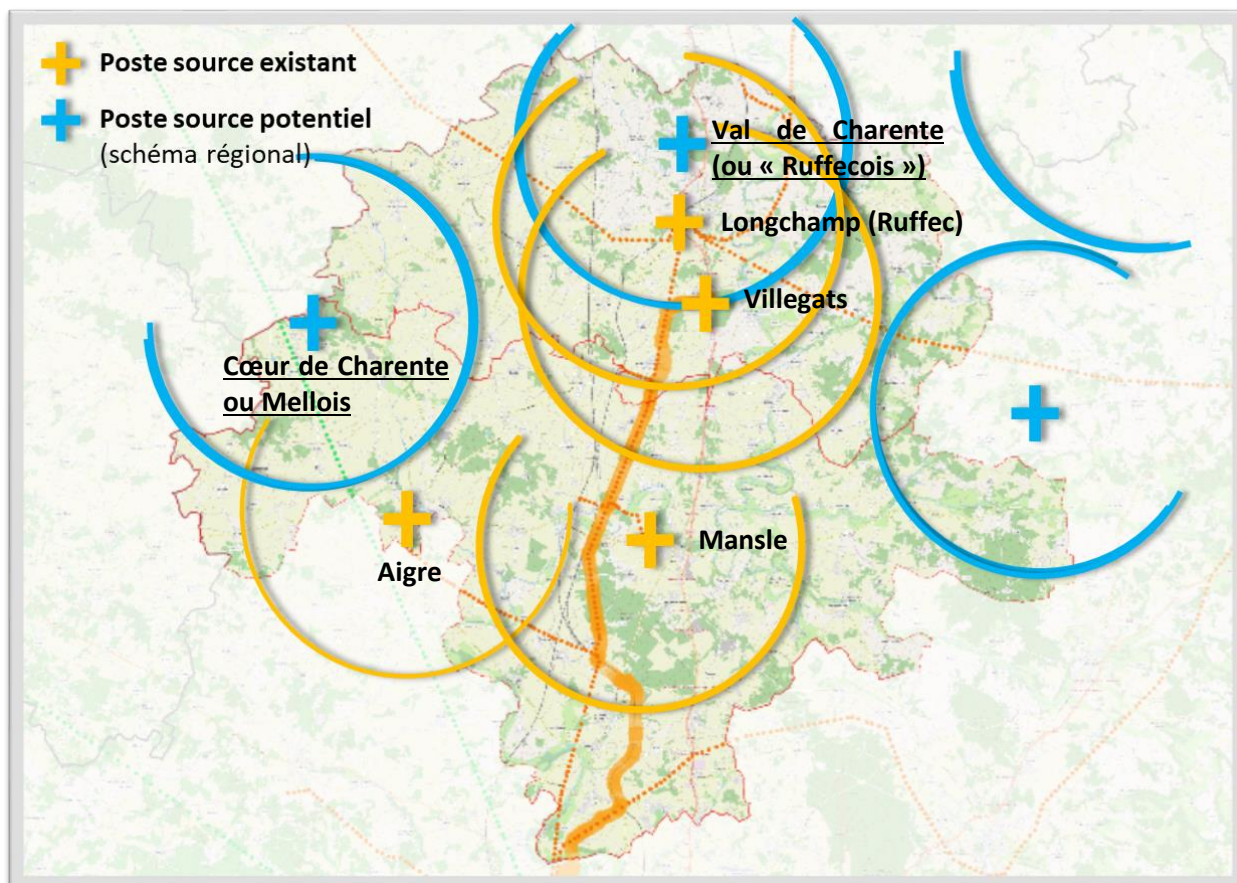 Poste source existant
Poste source potentiel
(schéma régional)
Val de Charente
(ou « Ruffecois »)
Longchamp (Ruffec)
Villegats
Cœur de Charente
ou Mellois
Mansle
Aigre